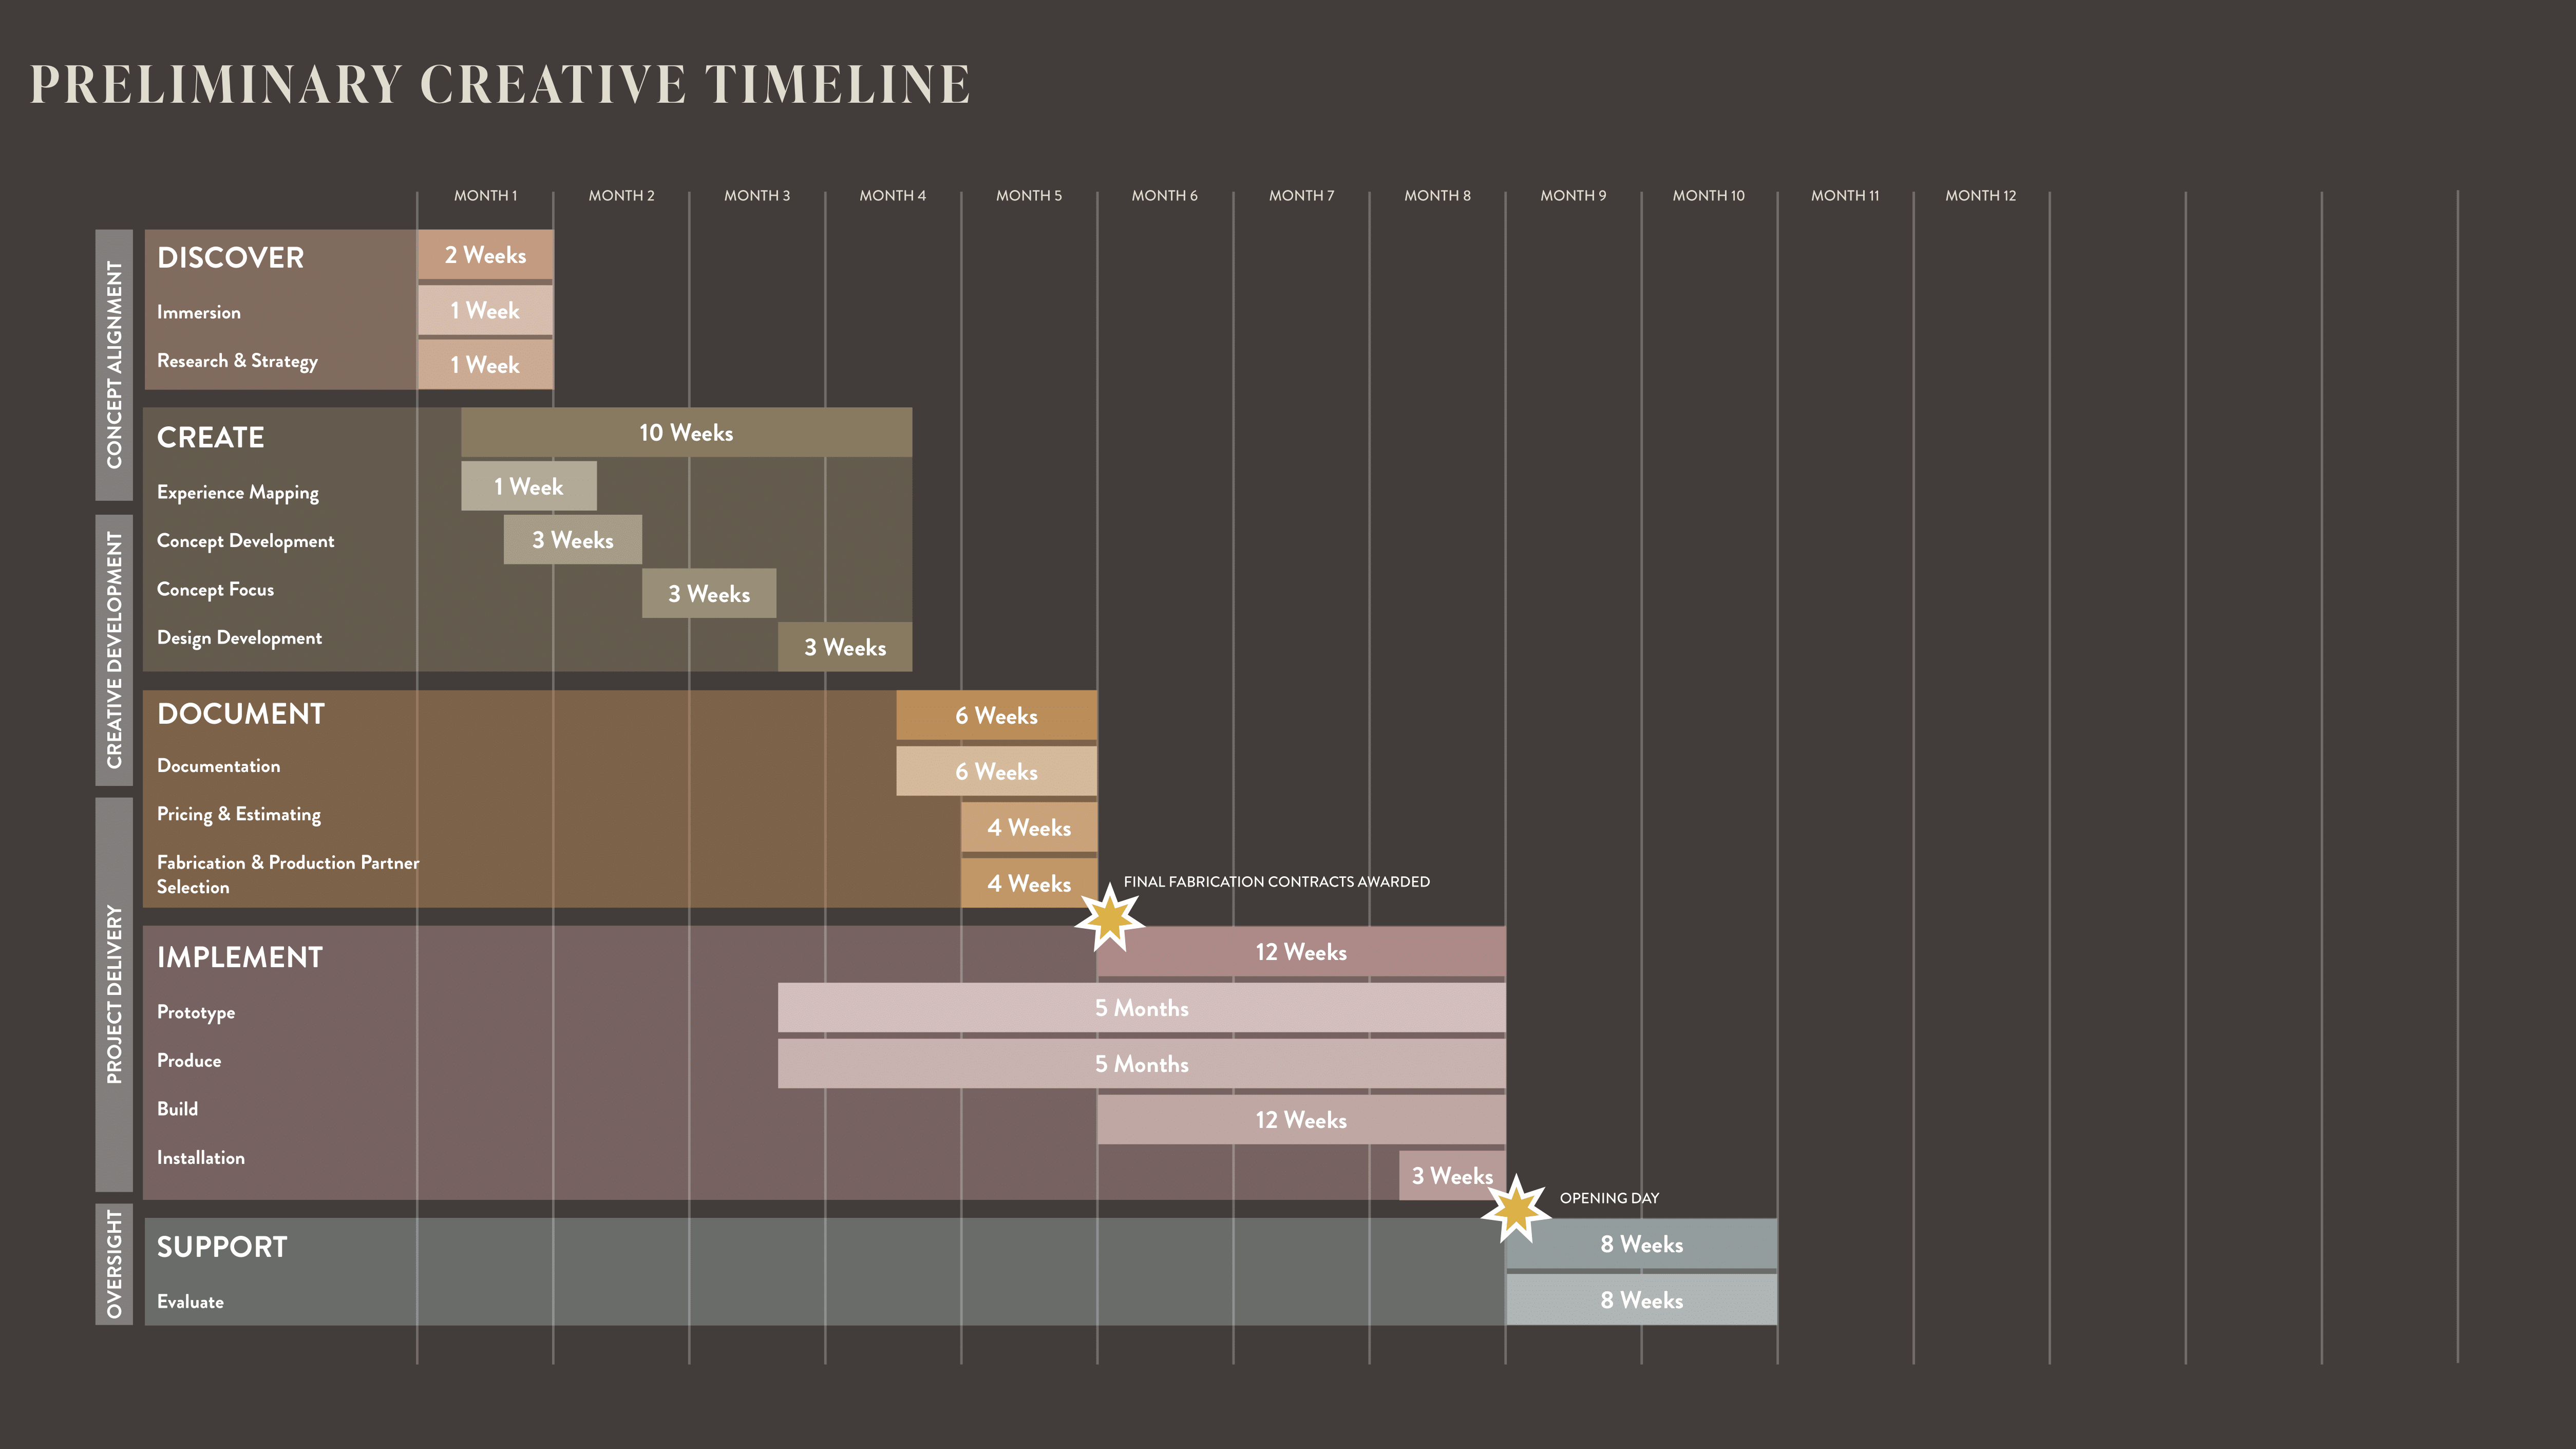 PRELIMINARY CREATIVE TIMELINE
MONTH 1 MONTH 2 MONTH 3 MONTH 4 MONTH 5 MONTH 6 MONTH 7 MONTH 8 MONTH 9 MONTH 10 MONTH 11 MONTH 12
CONCEPT ALIGNMENT
DISCOVER 2 Weeks
Immersion 1 Week
Research & Strategy 1 Week
CREATE 10 Weeks
Experience Mapping 1 Week
CREATIVE DEVELOPMENT
Concept Development 3 Weeks
Concept Focus 3 Weeks
Design Development 3 Weeks
DOCUMENT 6 Weeks
Documentation 6 Weeks
PROJECT DELIVERY
Pricing & Estimating 4 Weeks
Fabrication & Production Partner
Selection 4 Weeks
FINAL FABRICATION CONTRACTS AWARDED
IMPLEMENT 12 Weeks
Prototype 5 Months
Produce 5 Months
Build 12 Weeks
Installation 3 Weeks
OPENING DAY
OVERSIGHT
SUPPORT 8 Weeks
Evaluate 8 Weeks